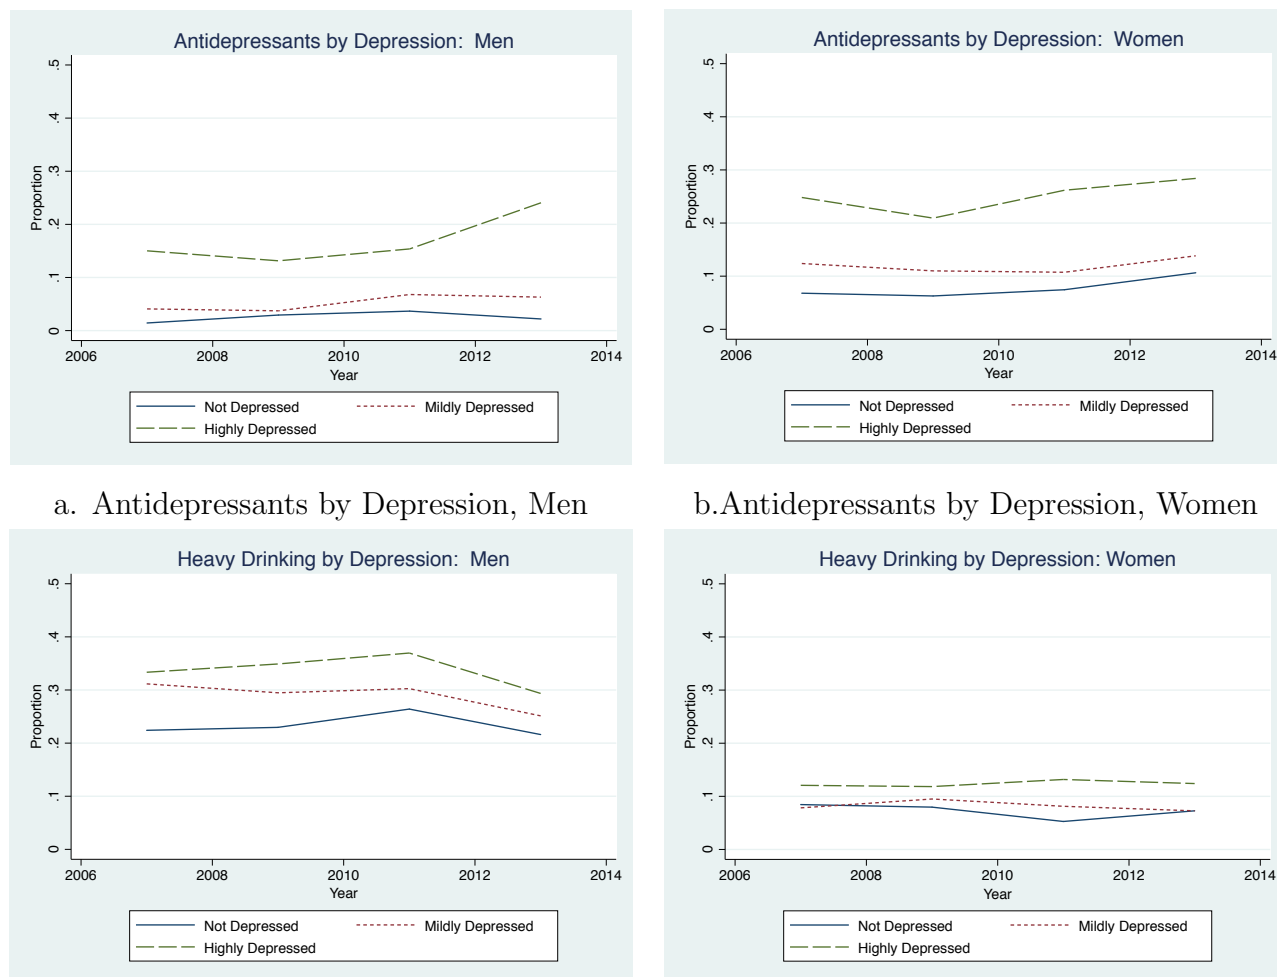 Antidepressants by Depression:  Men
.5
.4
.3
.2
.1
0
Proportion
2006 2008 2010 2012 2014
Year
Not Depressed Mildly Depressed
Highly Depressed
a. Antidepressants by Depression, Men
Antidepressants by Depression:  Women
.5
.4
.3
.2
.1
0
Proportion
2006 2008 2010 2012 2014
Year
Not Depressed Mildly Depressed
Highly Depressed
b.Antidepressants by Depression, Women
Heavy Drinking by Depression:  Men
.5
.4
.3
.2
.1
0
Proportion
2006 2008 2010 2012 2014
Year
Not Depressed Mildly Depressed
Highly Depressed
Heavy Drinking by Depression: Women
.5
.4
.3
.2
.1
0
Proportion
2006 2008 2010 2012 2014
Year
Not Depressed Mildly Depressed
Highly Depressed